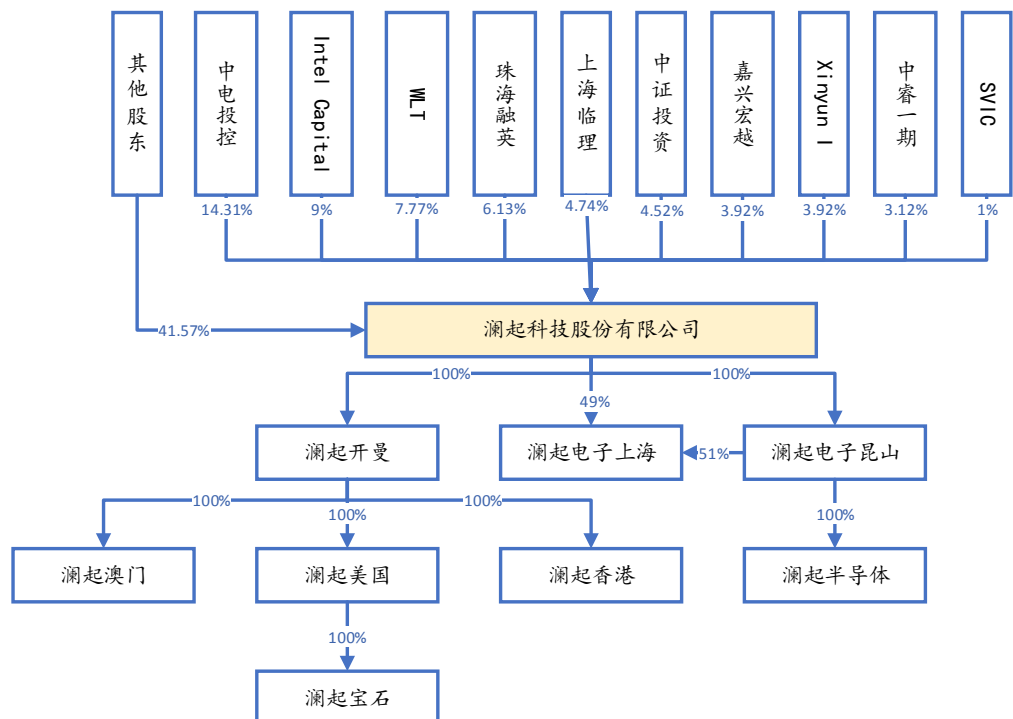 其他股东
中电投控
Intel Capital
WLT
珠海融英
上海临理
中证投资
嘉兴宏越
Xinyun I
中睿一期
SVIC
14.31%
9%
7.77%
6.13%
4.74%
4.52%
3.92%
3.92%
3.12%
1%
41.57%
澜起科技股份有限公司
100%
100%
49%
澜起开曼
澜起电子上海
51%
澜起电子昆山
100%
100%
100%
100%
澜起澳门
澜起美国
澜起香港
澜起半导体
100%
澜起宝石